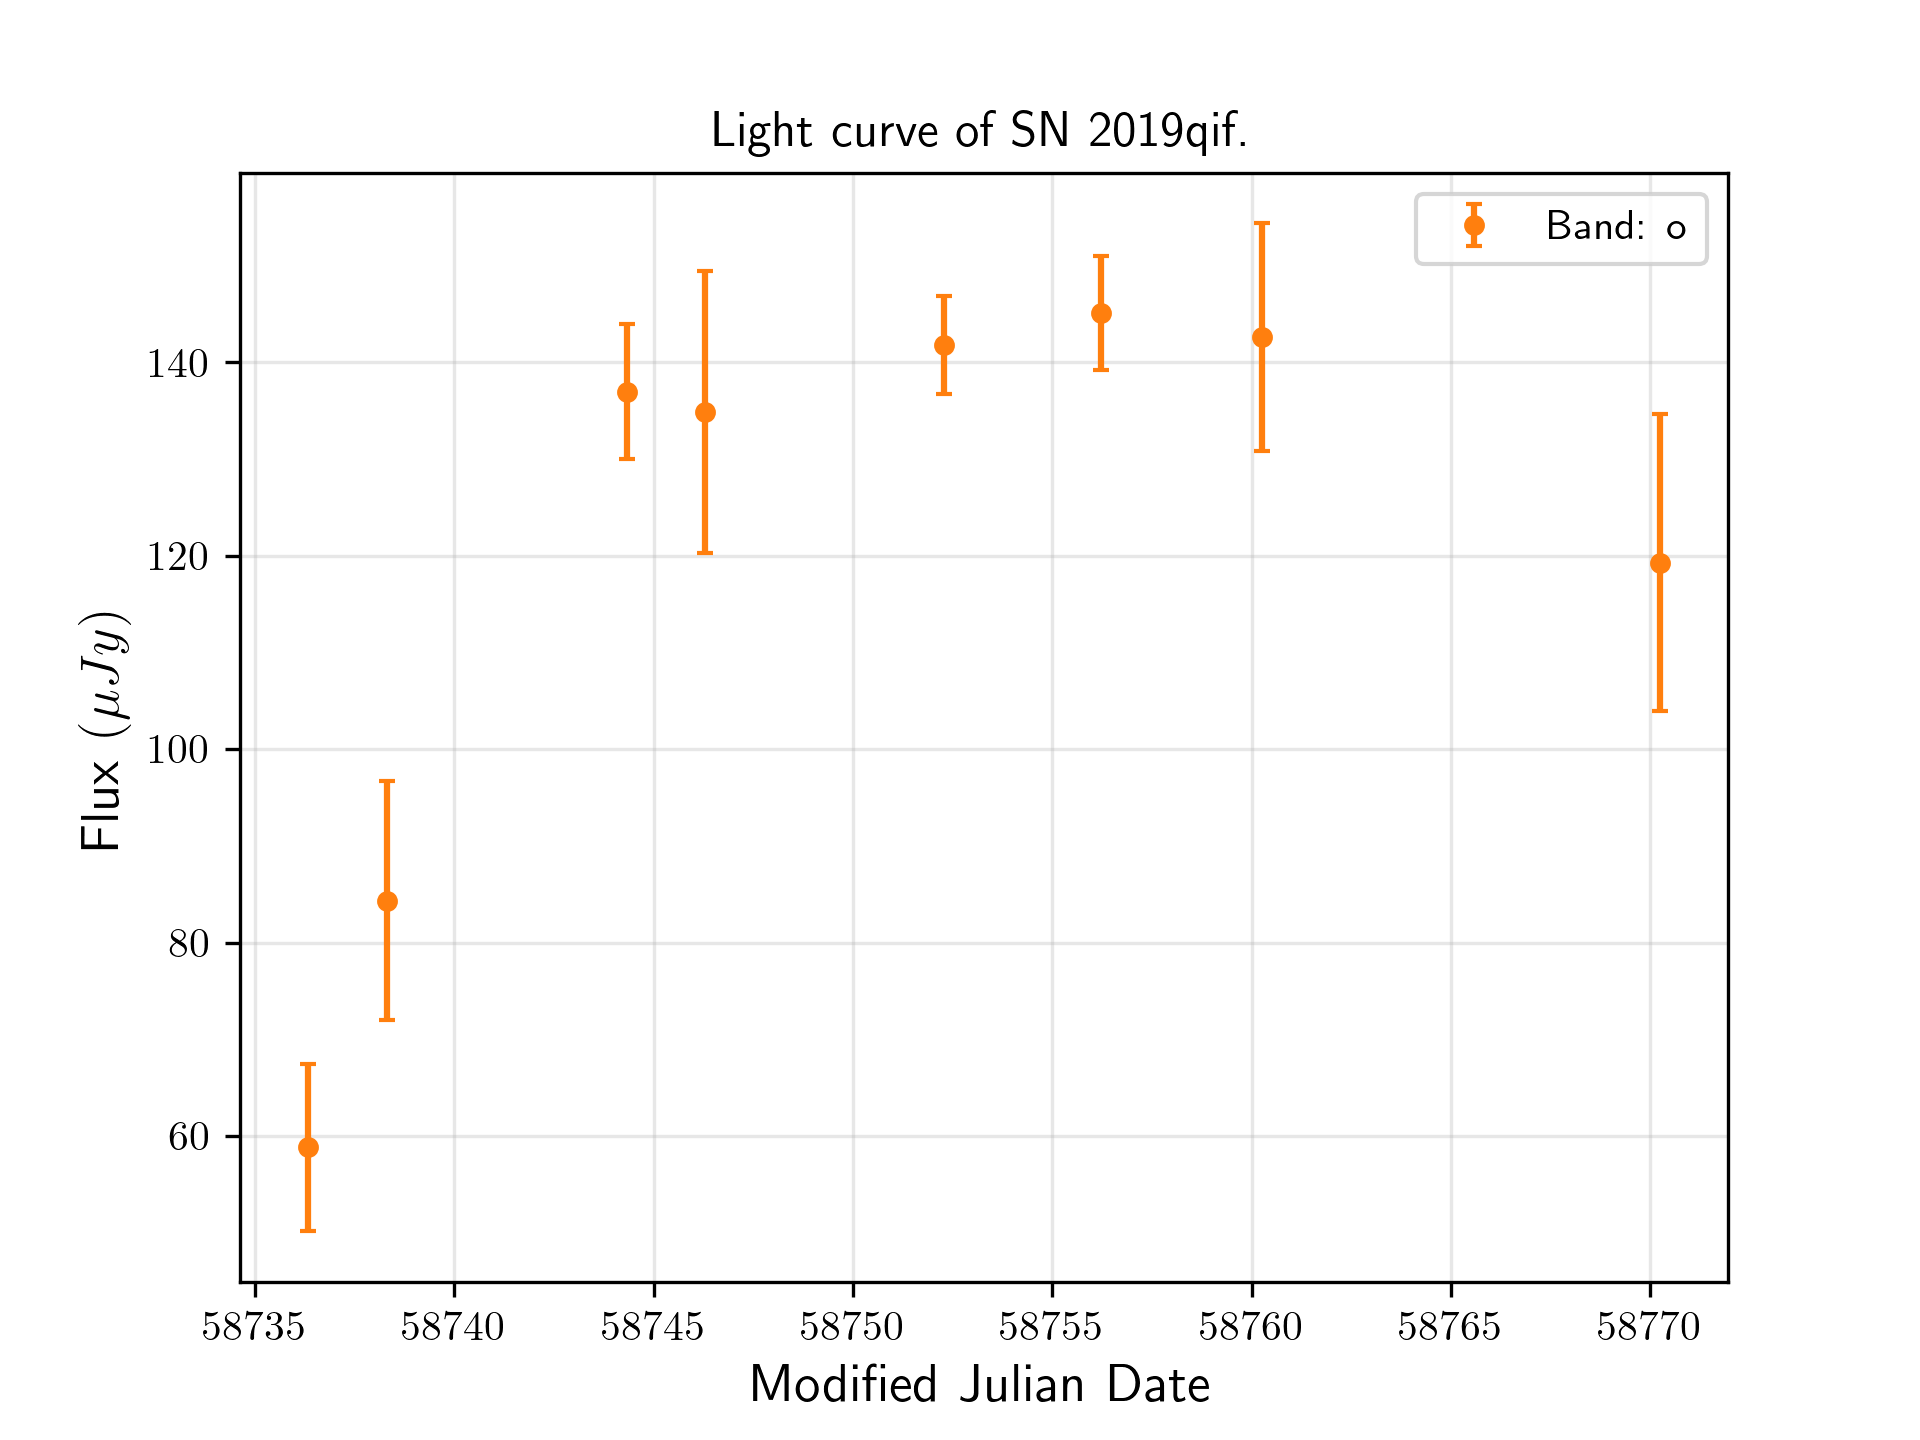 Light curve of SN 2019qif.
Band: o
Flux (μJy)
140
120
100
80
60
58735 58740 58745 58750 58755 58760 58765 58770
Modified Julian Date